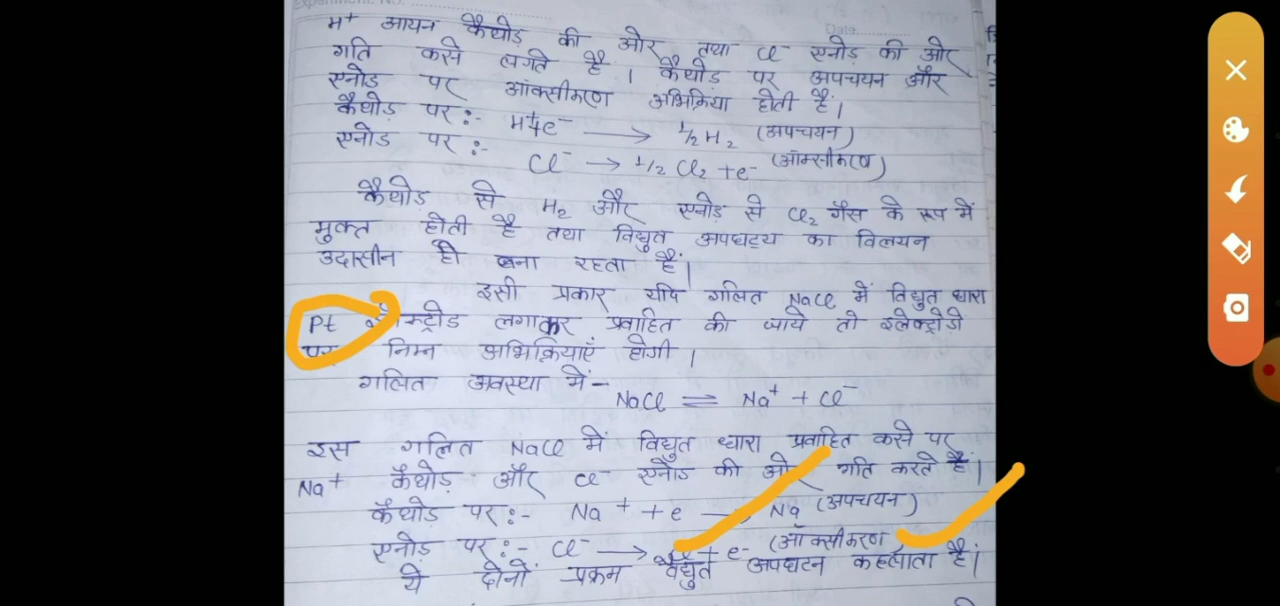 H⁺ आयन कैथोड की ओर तथा Cl⁻ एनोड की ओर
गति करने लगते है। कैथोड पर अपचयन और
एनोड पर ऑक्सीकरण अभिक्रिया होती हैं।
कैथोड़ पर :- H⁺+e⁻ → 1/2 H₂ (अपचयन)
एनोड पर :- Cl⁻ → 1/2 Cl₂ + e⁻ (ऑक्सीकरण)
कैथोड़ से H₂ और एनोड से Cl₂ गैस के रूप में
मुक्त होती है तथा विद्युत अपघट्य का विलयन
उदासीन ही बना रहता हैं।
इसी प्रकार यदि गलित NaCl में विद्युत धारा
Pt लगाकर प्रवाहित की जाये तो इलेक्ट्रोडो
पर निम्न अभिक्रियाएँ होगी।
गलित अवस्था में-
NaCl ⇌ Na⁺ + Cl⁻
इस गलित NaCl में विद्युत धारा प्रवाहित करने पर
Na⁺ कैथोड़ और Cl⁻ एनोड की ओर गति करते है।
कैथोड़ पर :- Na⁺ + e → Na (अपचयन)
एनोड़ पर :- Cl⁻ → + e⁻ (ऑक्सीकरण
ये दोनों प्रक्रम वैद्युत अपघटन कहलाता है।